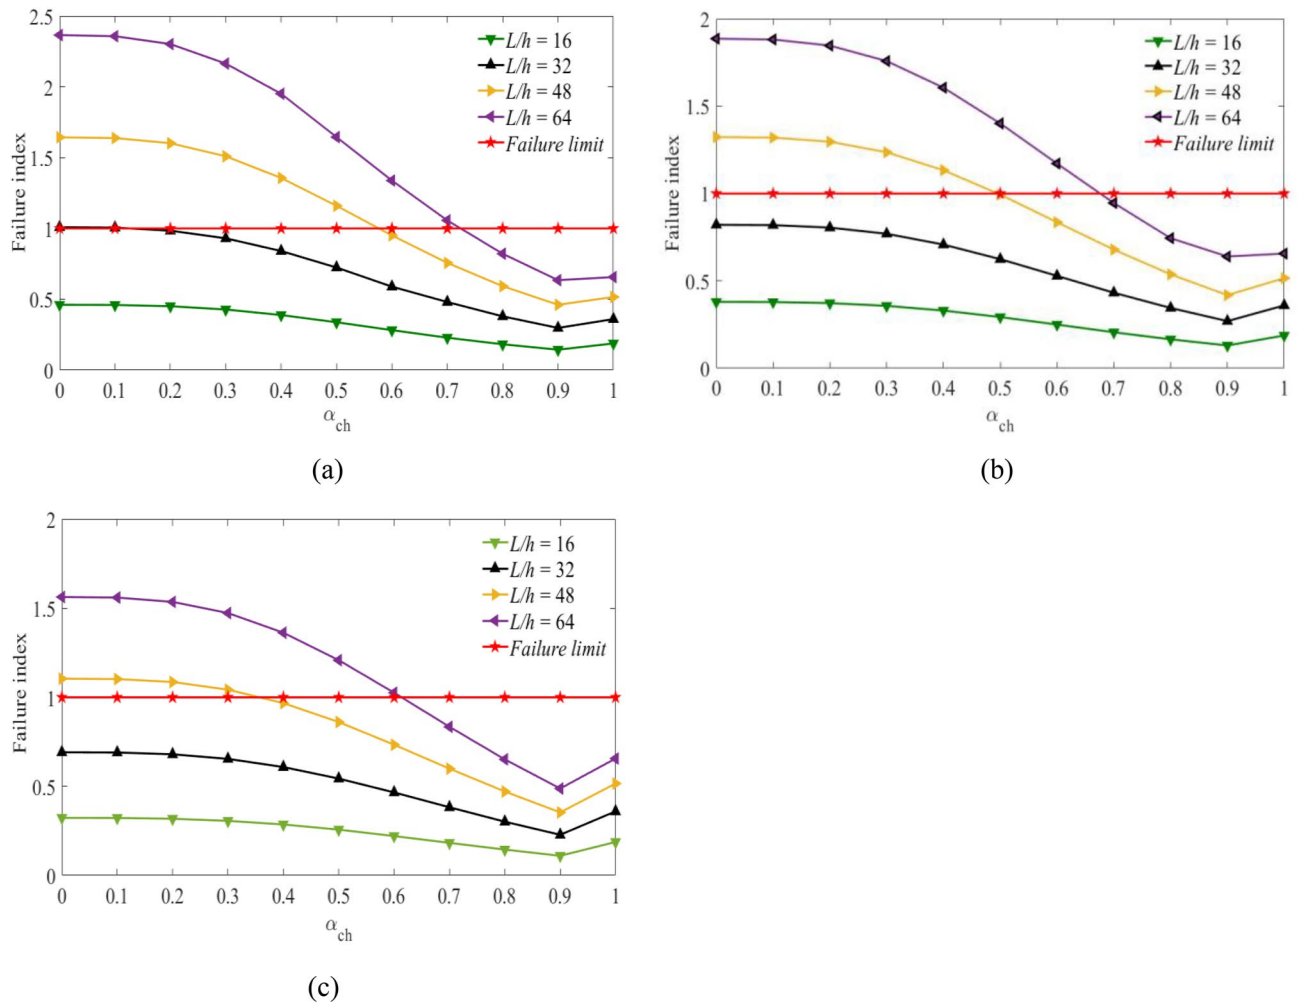 (a)
Failure index
2.5
2
1.5
1
0.5
0
L/h = 16
L/h = 32
L/h = 48
L/h = 64
Failure limit
0 0.1 0.2 0.3 0.4 0.5 0.6 0.7 0.8 0.9 1
αch
(a)
(b)
Failure index
2
1.5
1
0.5
0
L/h = 16
L/h = 32
L/h = 48
L/h = 64
Failure limit
0 0.1 0.2 0.3 0.4 0.5 0.6 0.7 0.8 0.9 1
αch
(b)
Failure index
2
1.5
1
0.5
0
L/h = 16
L/h = 32
L/h = 48
L/h = 64
Failure limit
0 0.1 0.2 0.3 0.4 0.5 0.6 0.7 0.8 0.9 1
αch
(c)